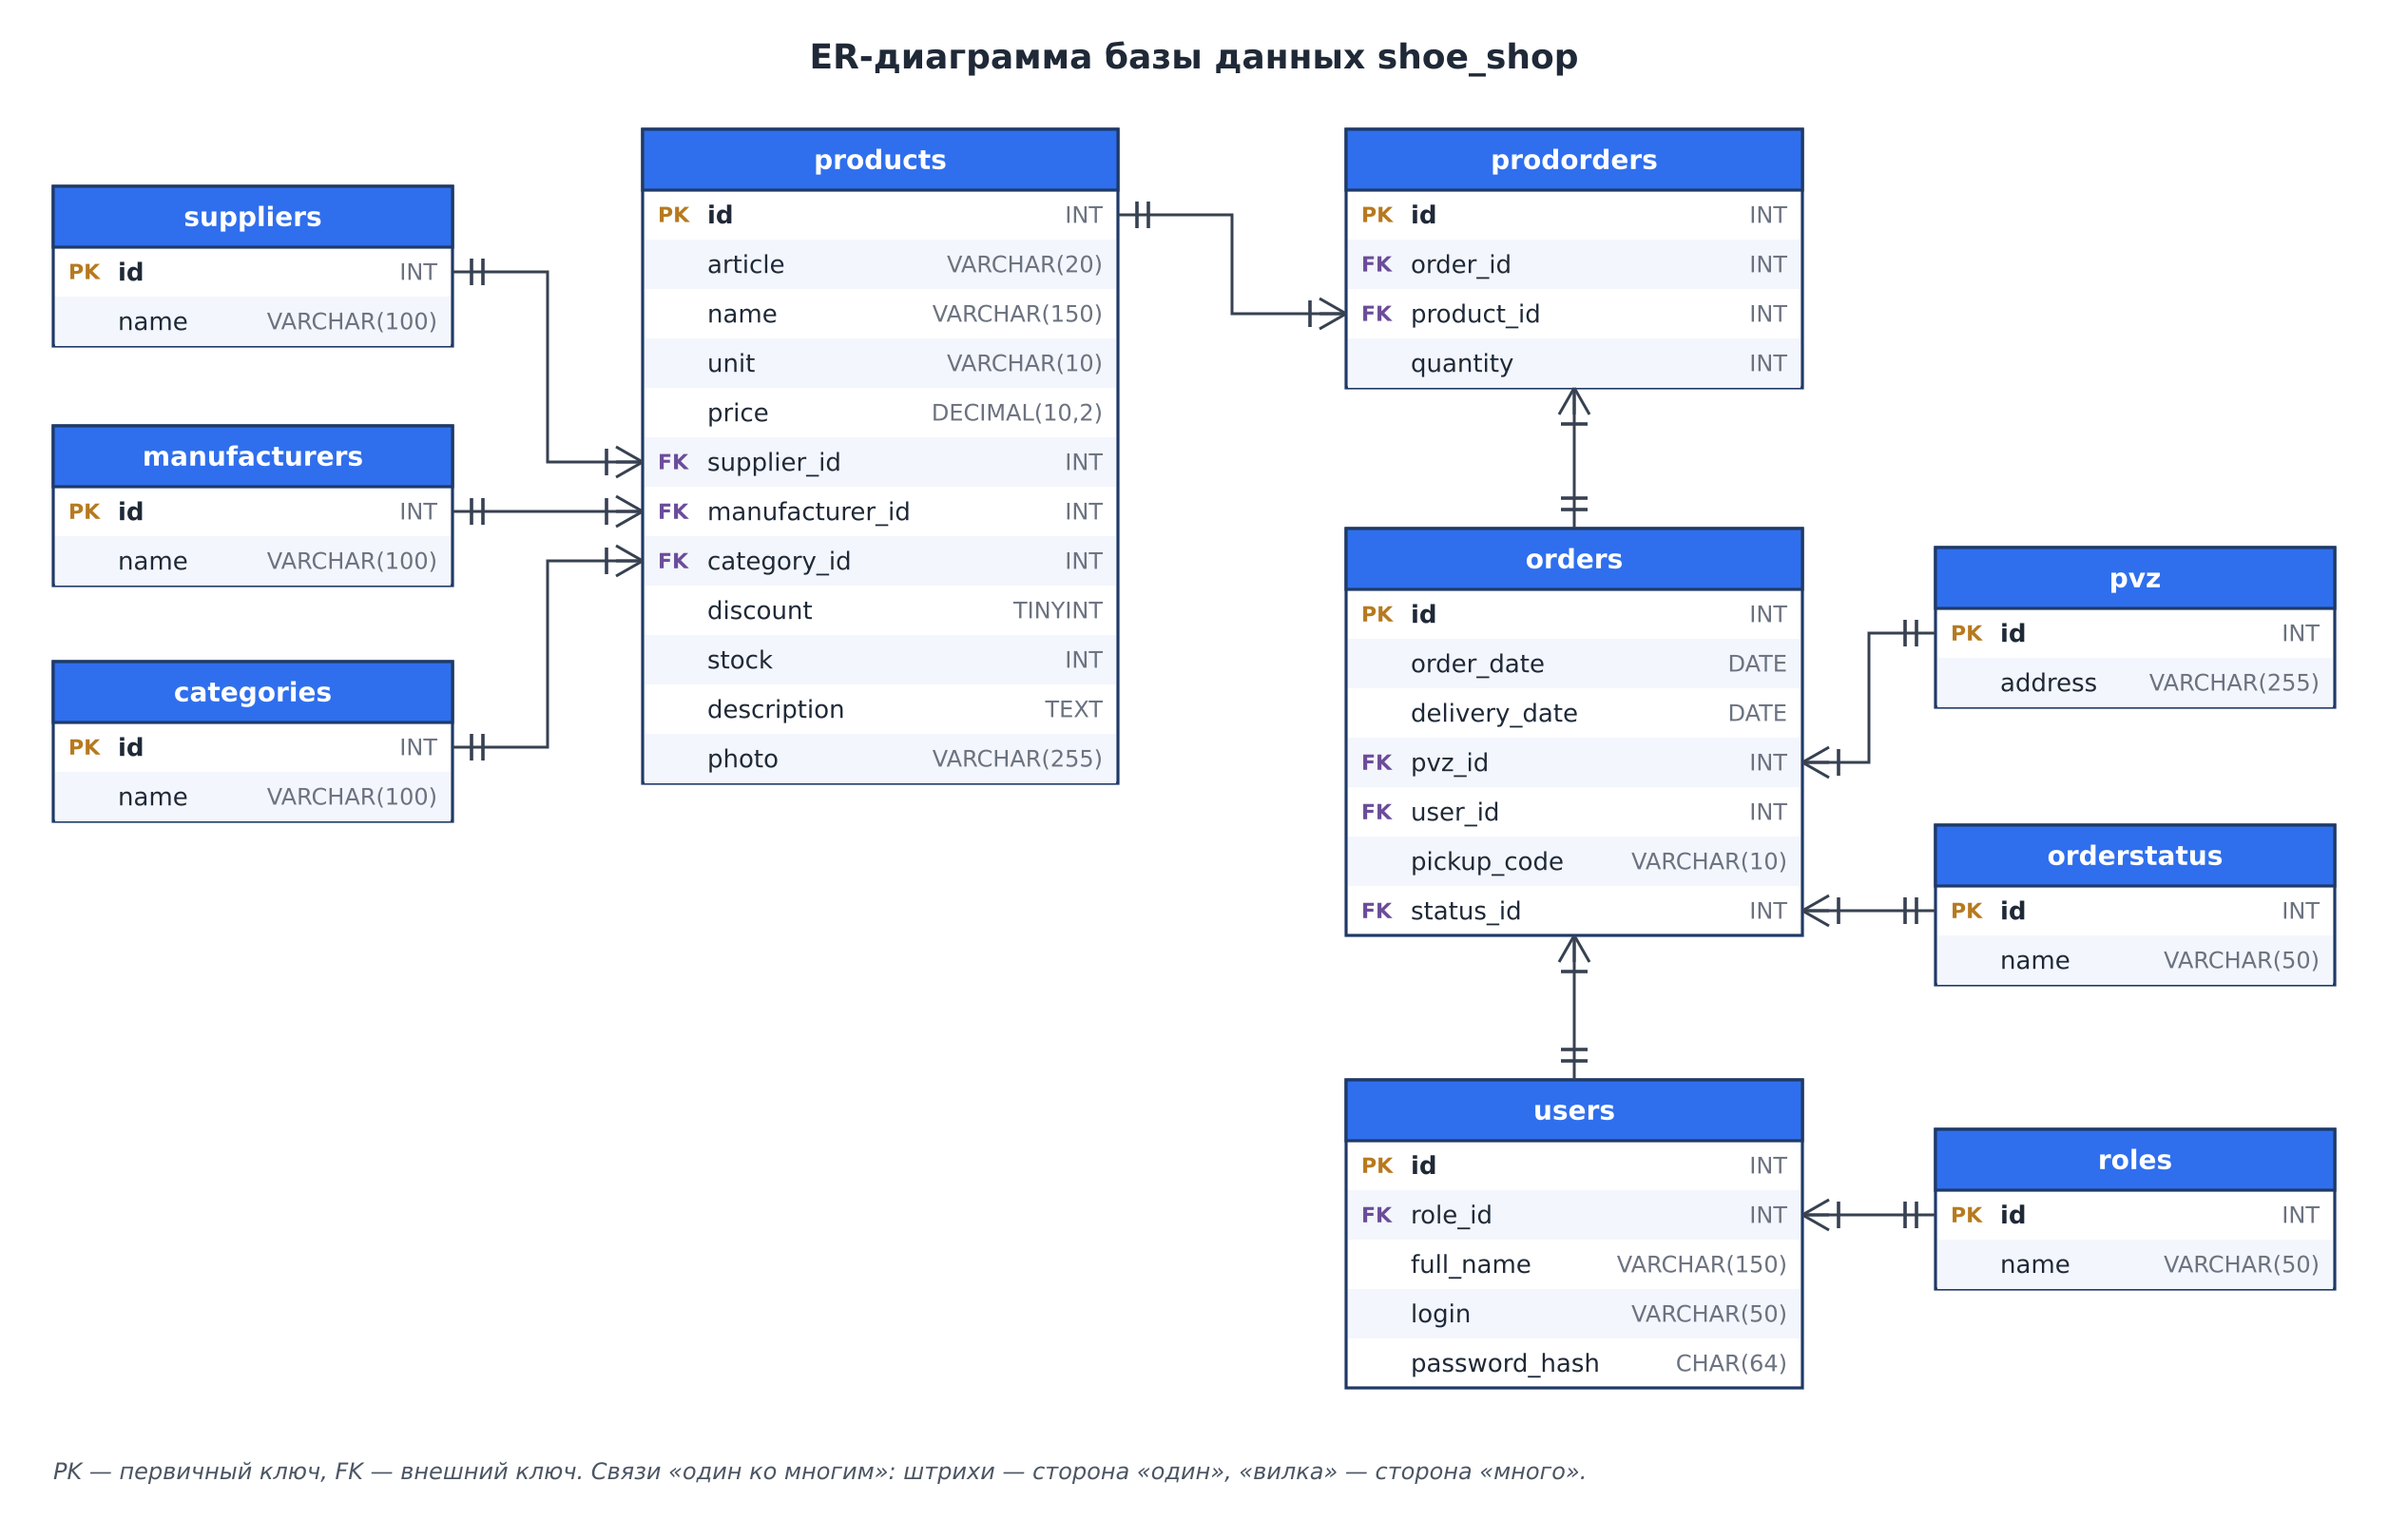 ER-диаграмма базы данных shoe_shop
suppliers
PK id INT
name VARCHAR(100)
manufacturers
PK id INT
name VARCHAR(100)
categories
PK id INT
name VARCHAR(100)
products
PK id INT
article VARCHAR(20)
name VARCHAR(150)
unit VARCHAR(10)
price DECIMAL(10,2)
FK supplier_id INT
FK manufacturer_id INT
FK category_id INT
discount TINYINT
stock INT
description TEXT
photo VARCHAR(255)
prodorders
PK id INT
FK order_id INT
FK product_id INT
quantity INT
orders
PK id INT
order_date DATE
delivery_date DATE
FK pvz_id INT
FK user_id INT
pickup_code VARCHAR(10)
FK status_id INT
pvz
PK id INT
address VARCHAR(255)
orderstatus
PK id INT
name VARCHAR(50)
users
PK id INT
FK role_id INT
full_name VARCHAR(150)
login VARCHAR(50)
password_hash CHAR(64)
roles
PK id INT
name VARCHAR(50)
PK — первичный ключ, FK — внешний ключ. Связи «один ко многим»: штрихи — сторона «один», «вилка» — сторона «много».